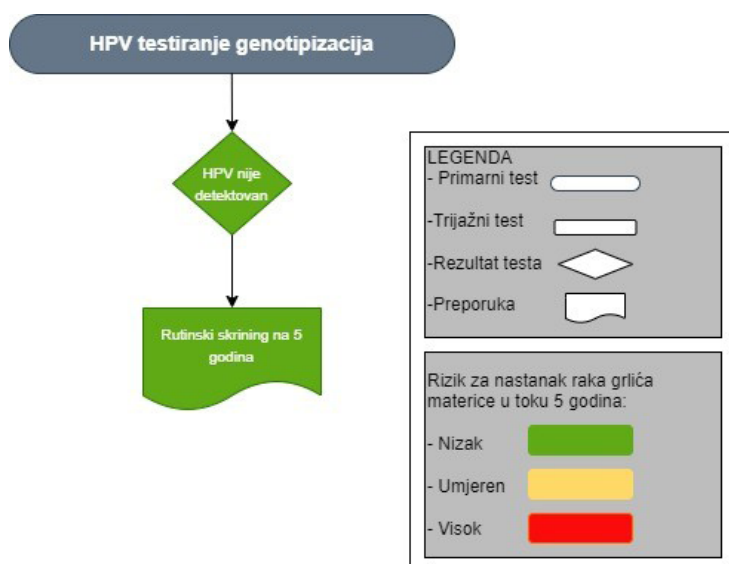 HPV testiranje genotipizacija
HPV nije
detektovan
Rutinski skrining na 5
godina
LEGENDA
- Primarni test
-Trijažni test
-Rezultat testa
-Preporuka
Rizik za nastanak raka grlića
materice u toku 5 godina:
- Nizak
- Umjeren
- Visok